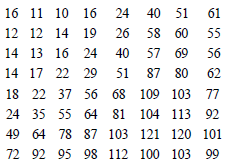 16 11 10 16 24 40 51 61
12 12 14 19 26 58 60 55
14 13 16 24 40 57 69 56
14 17 22 29 51 87 80 62
18 22 37 56 68 109 103 77
24 35 55 64 81 104 113 92
49 64 78 87 103 121 120 101
72 92 95 98 112 100 103 99